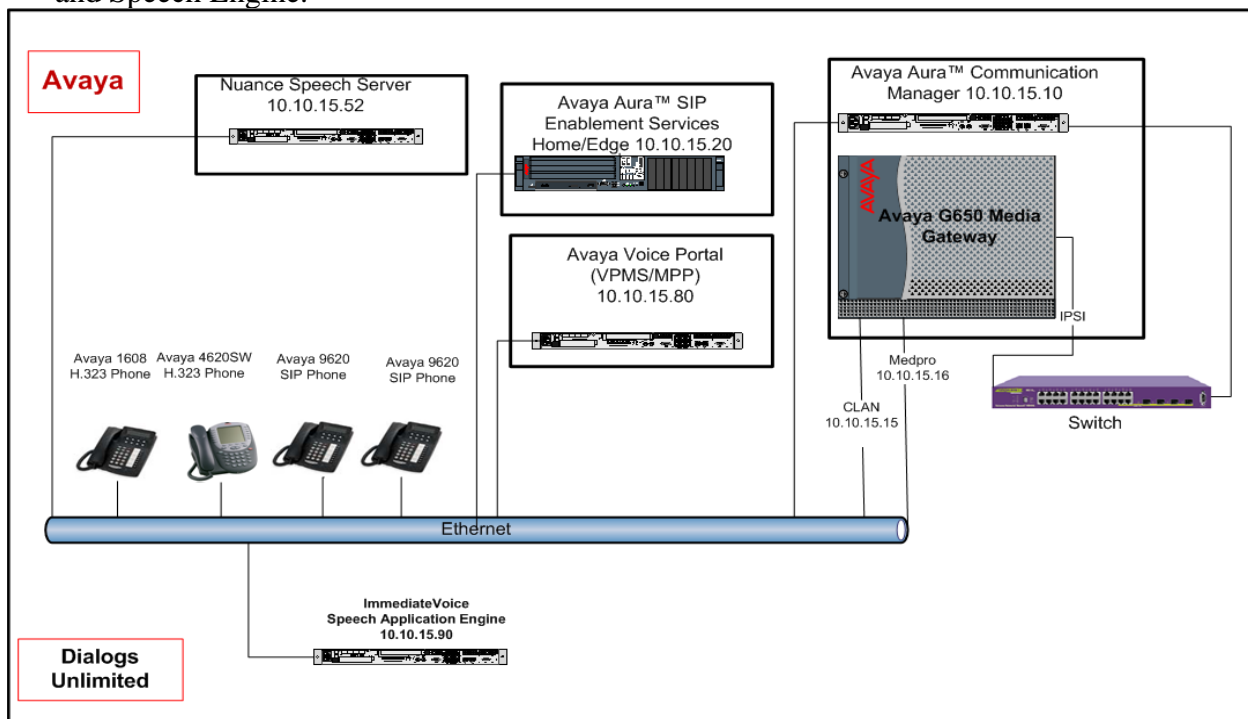 and Speech Engine.
Avaya
Nuance Speech Server
10.10.15.52
Avaya Aura™ SIP
Enablement Services
Home/Edge 10.10.15.20
Avaya Aura™ Communication
Manager 10.10.15.10
AVAYA
Avaya G650 Media
Gateway
Avaya Voice Portal
(VPMS/MPP)
10.10.15.80
IPSI
Avaya 1608
H.323 Phone
Avaya 4620SW
H.323 Phone
Avaya 9620
SIP Phone
Avaya 9620
SIP Phone
Medpro
10.10.15.16
CLAN
10.10.15.15
Switch
Ethernet
ImmediateVoice
Speech Application Engine
10.10.15.90
Dialogs
Unlimited